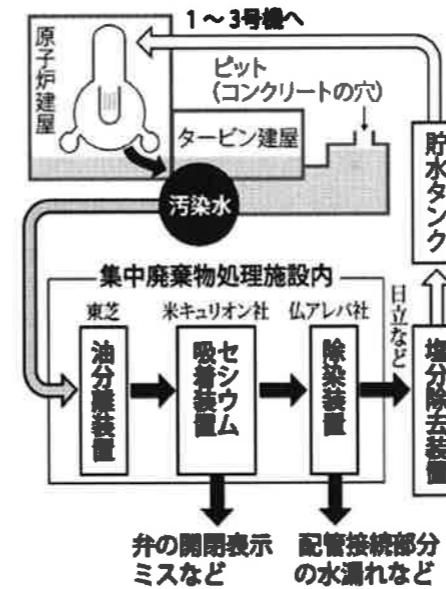 1～3号機へ
原子炉建屋
ピット
(コンクリートの穴)
タービン建屋
貯水タンク
汚染水
集中廃棄物処理施設内
東芝
米キュリオン社
仏アレバ社
日立など
油分離装置
セシウム
吸着装置
除染装置
塩分除去装置
弁の開閉表示
ミスなど
配管接続部分
の水漏れなど